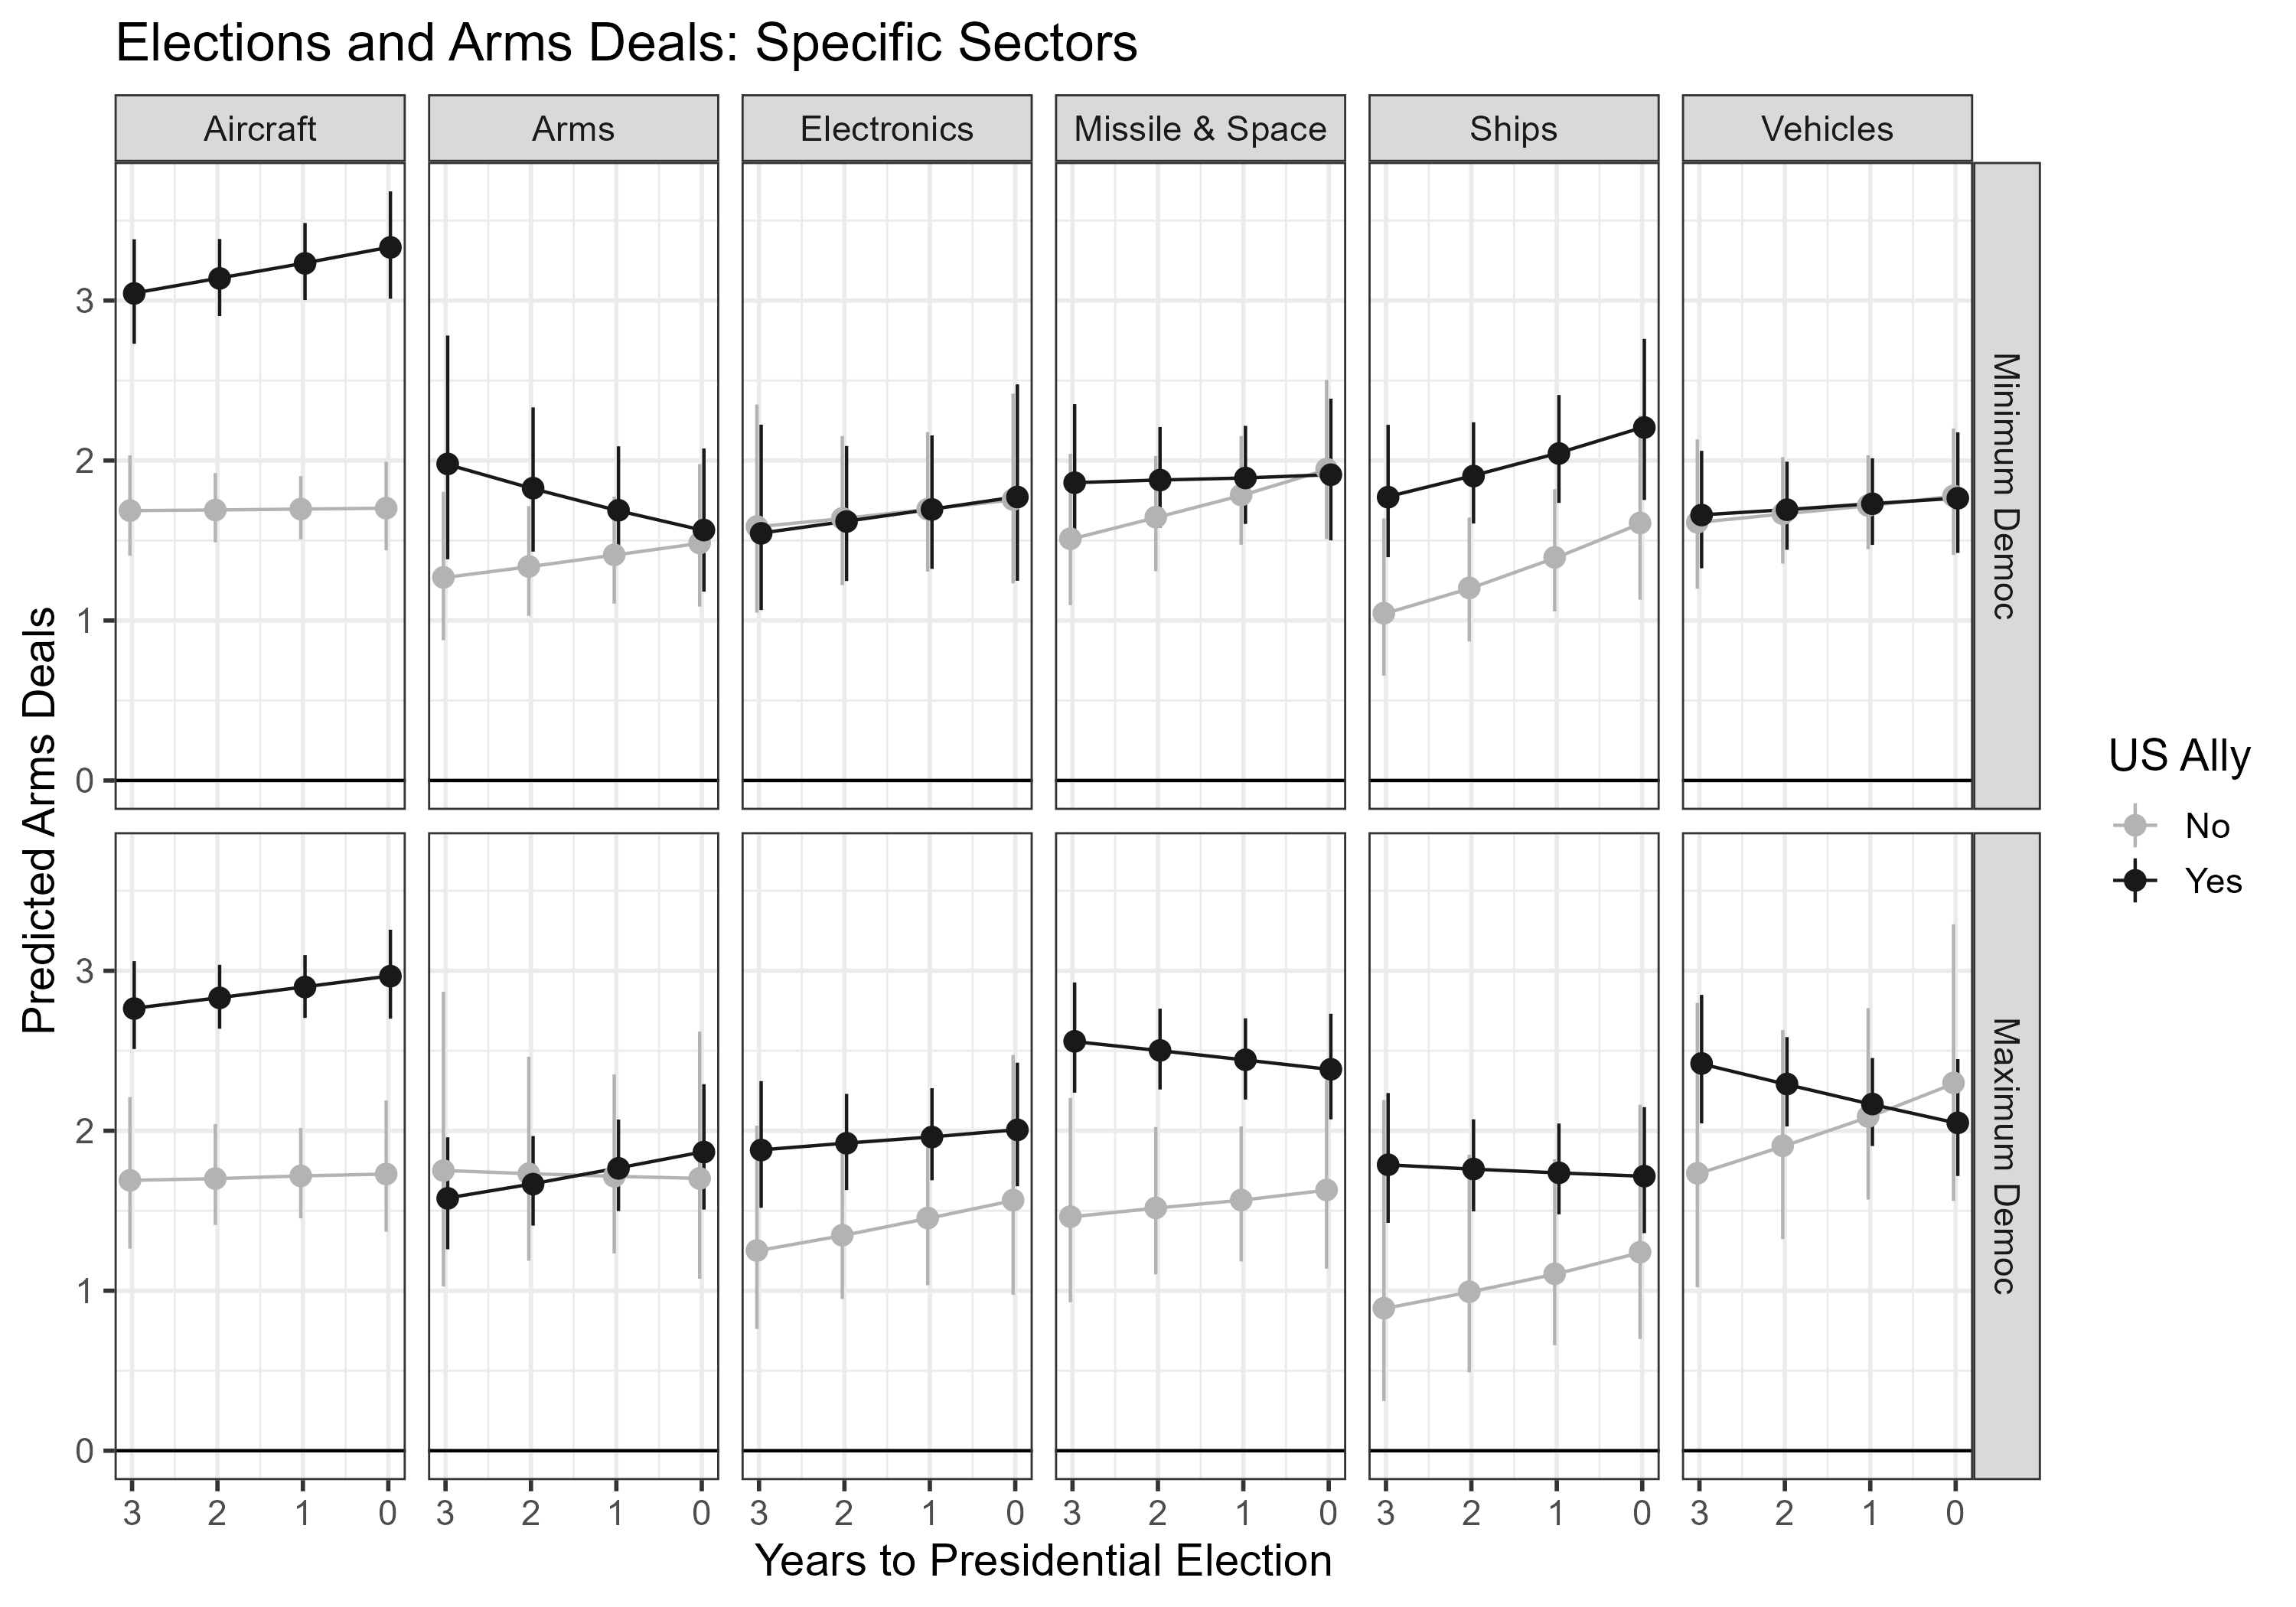 Elections and Arms Deals: Specific Sectors
Aircraft
Arms
Electronics
Missile & Space
Ships
Vehicles
Predicted Arms Deals
3
2
1
0
Minimum Democ
3
2
1
0
Maximum Democ
3 2 1 0
3 2 1 0
3 2 1 0
3 2 1 0
3 2 1 0
3 2 1 0
Years to Presidential Election
US Ally
No
Yes